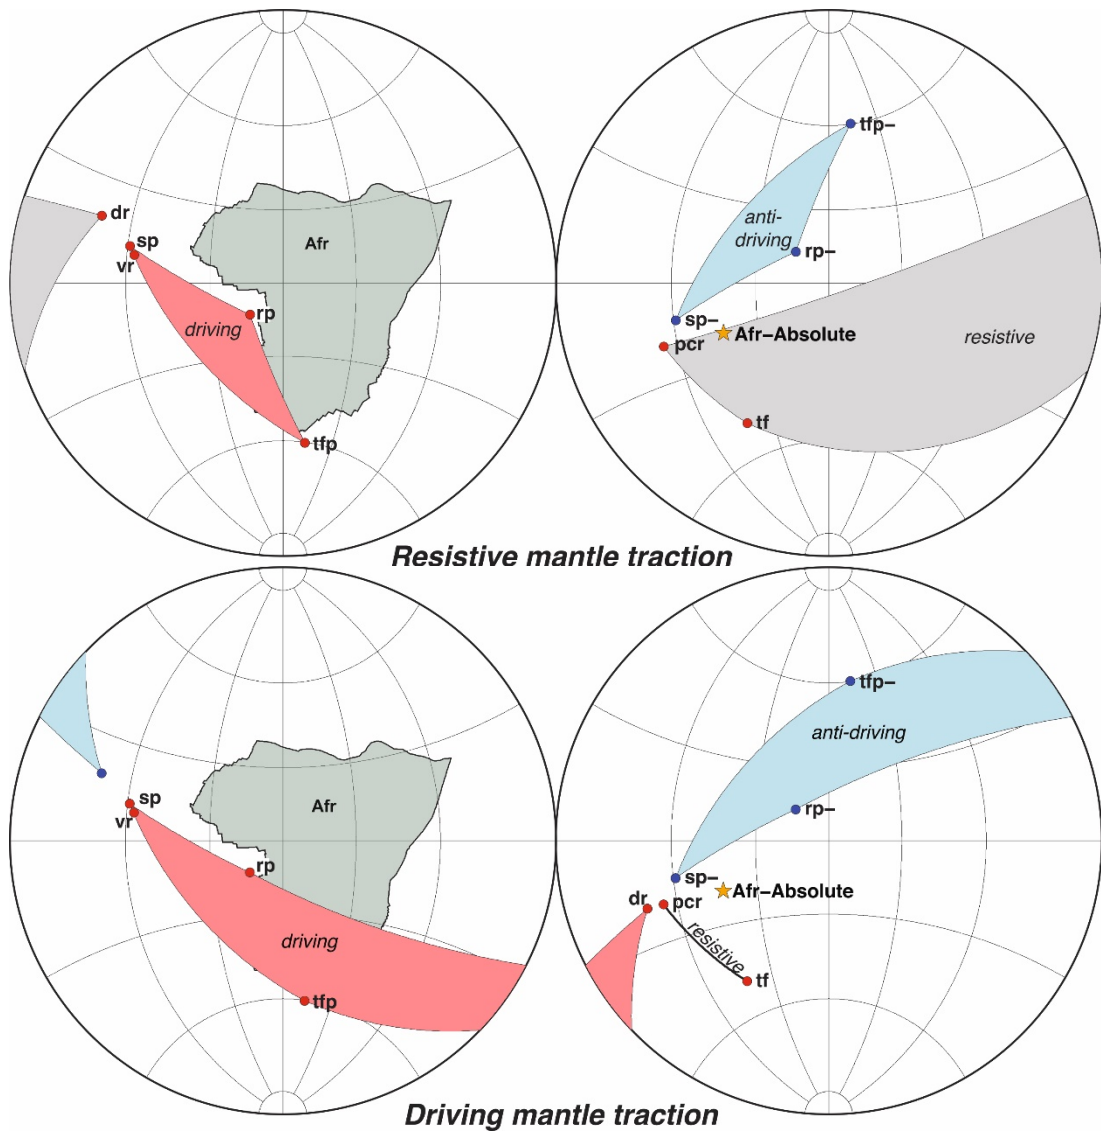 tfp–
Afr
dr
anti-
driving
sp
vr
rp–
rp
sp–
driving
Afr–Absolute
pcr
resistive
tf
tfp
Resistive mantle traction
tfp–
anti-driving
sp
Afr
vr
rp–
rp
sp–
Afr–Absolute
dr
pcr
driving
resistive
tf
tfp
Driving mantle traction